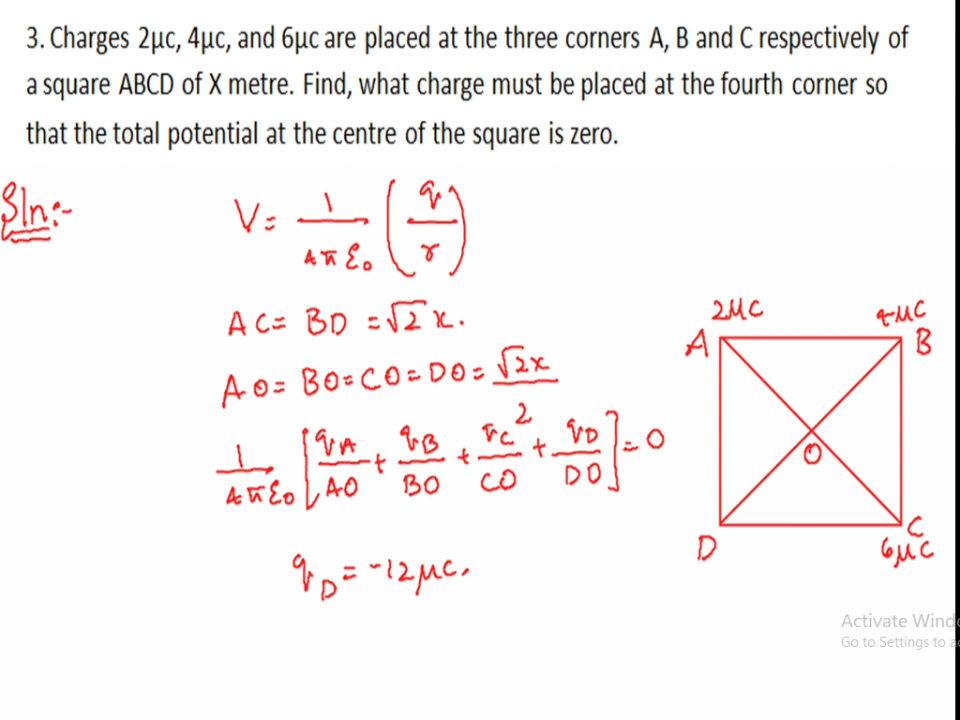 3. Charges 2μc, 4μc, and 6μc are placed at the three corners A, B and C respectively of
a square ABCD of X metre. Find, what charge must be placed at the fourth corner so
that the total potential at the centre of the square is zero.
Sln:-
V = 1/4πε₀ (q/r)
AC = BD = √2 x.
AO = BO = CO = DO = √2x/2
1/4πε₀ [qA/AO + qB/BO + qC/CO + qD/DO] = 0
qD = -12μc.
2μC 4μC
A B
O
D C
6μC
Activate Wind
Go to Settings to a